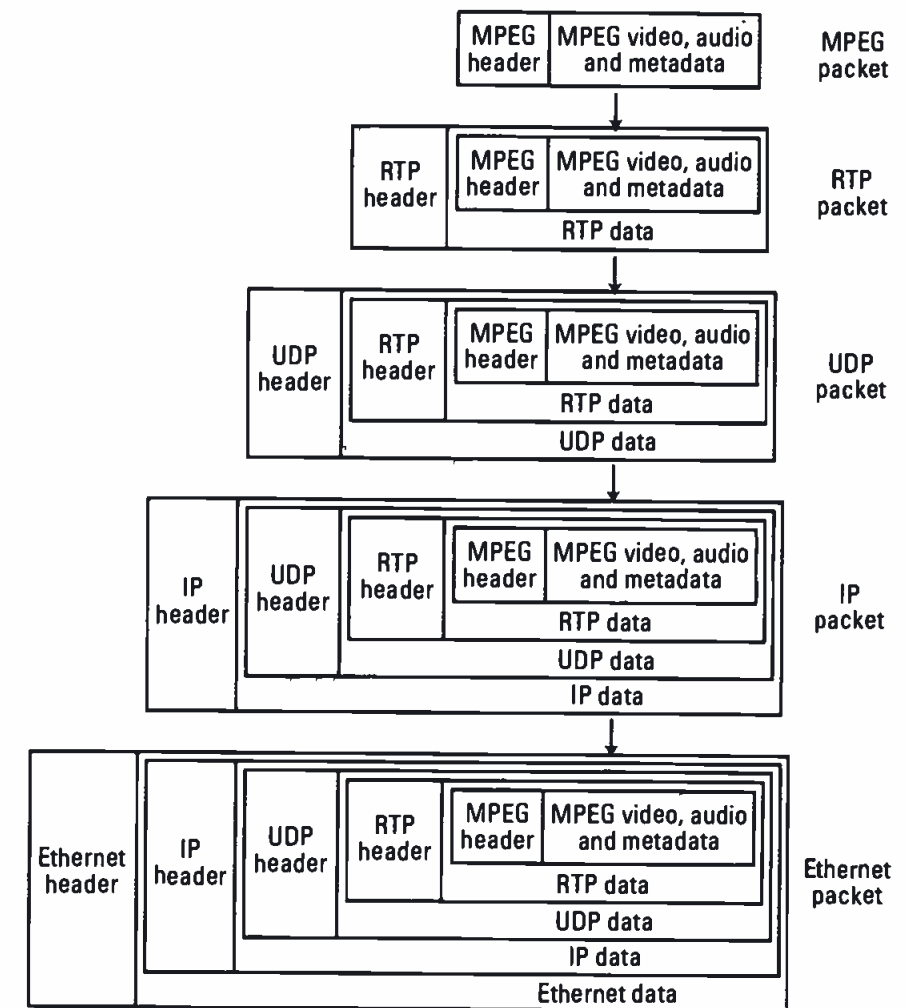 MPEG header
MPEG video, audio and metadata
MPEG packet
RTP header
MPEG header
MPEG video, audio and metadata
RTP data
RTP packet
UDP header
RTP header
MPEG header
MPEG video, audio and metadata
RTP data
UDP data
UDP packet
IP header
UDP header
RTP header
MPEG header
MPEG video, audio and metadata
RTP data
UDP data
IP data
IP packet
Ethernet header
IP header
UDP header
RTP header
MPEG header
MPEG video, audio and metadata
RTP data
UDP data
IP data
Ethernet data
Ethernet packet